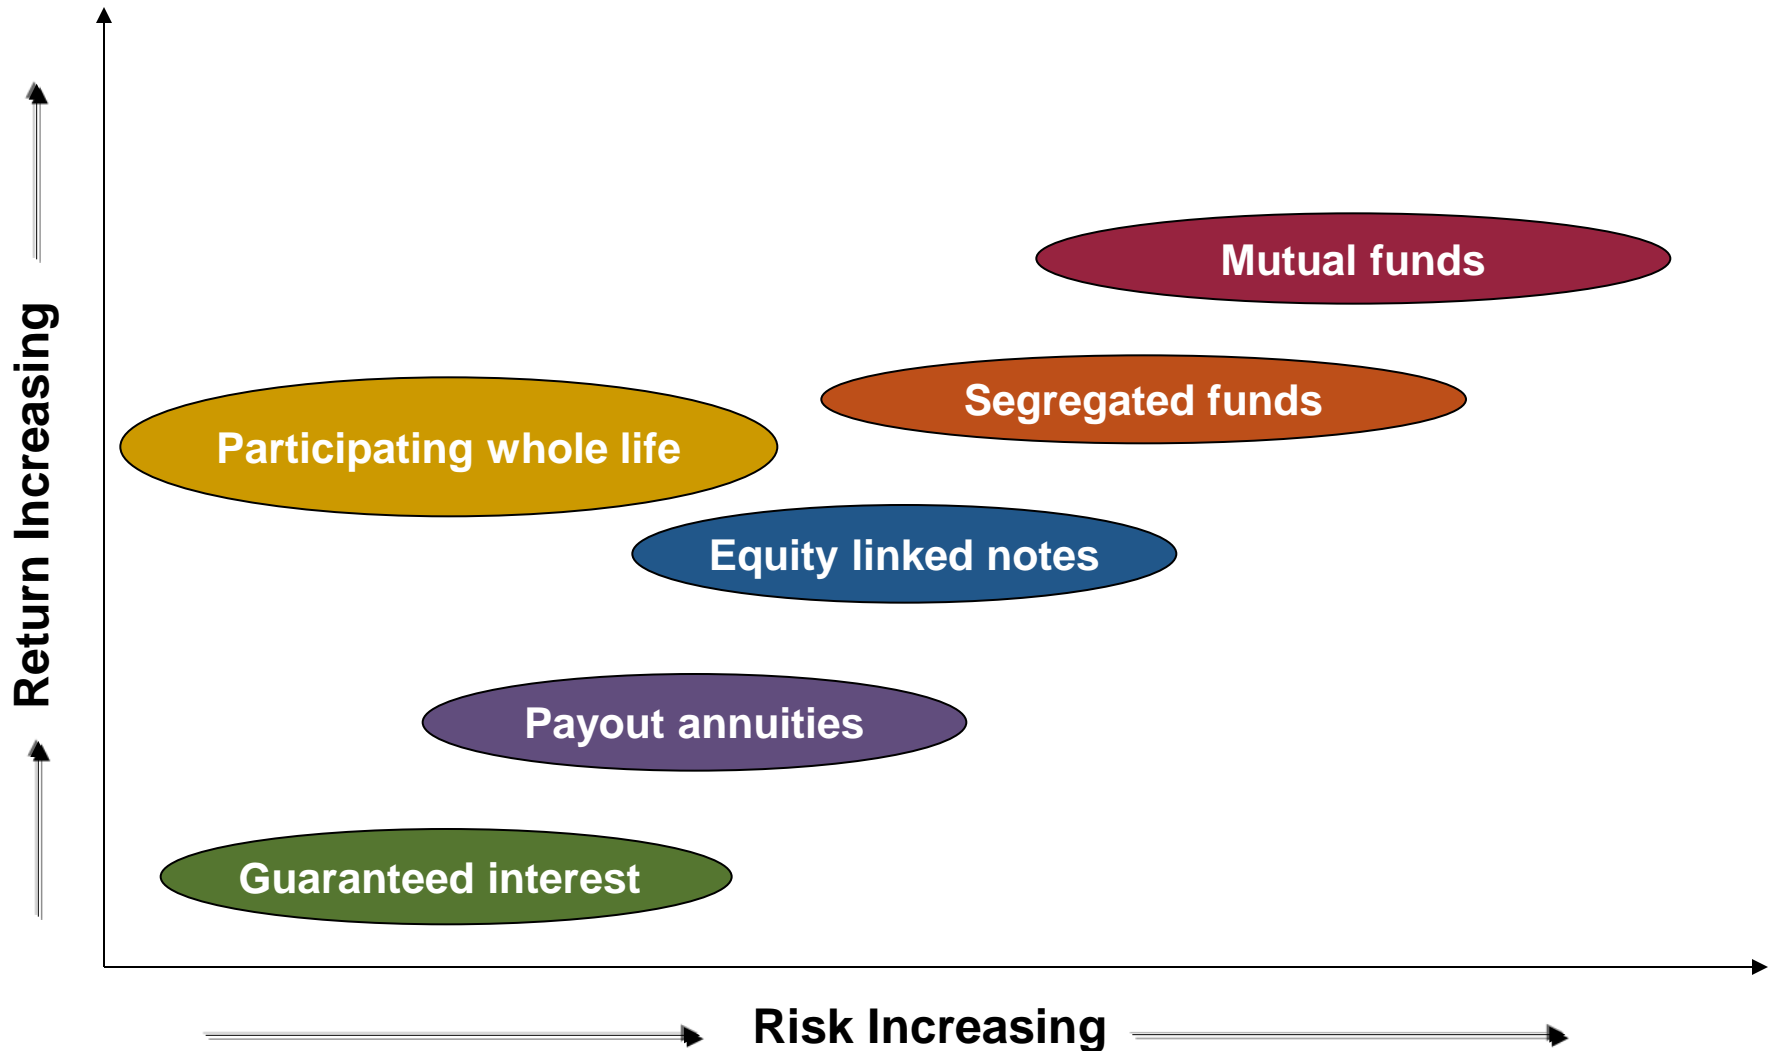 Return Increasing
Mutual funds
Segregated funds
Participating whole life
Equity linked notes
Payout annuities
Guaranteed interest
Risk Increasing